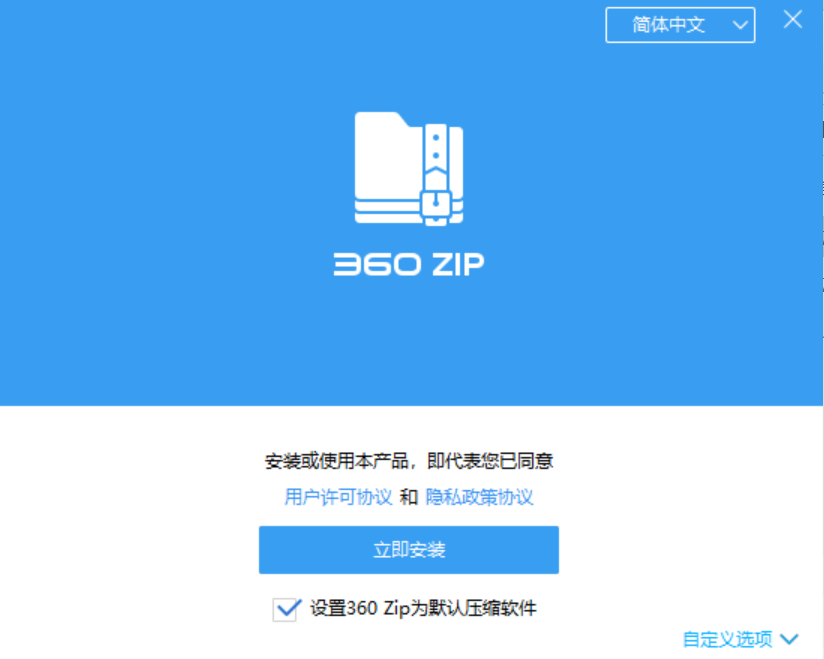 简体中文
360 ZIP
安装或使用本产品，即代表您已同意
用户许可协议 和 隐私政策协议
立即安装
设置360 Zip为默认压缩软件
自定义选项